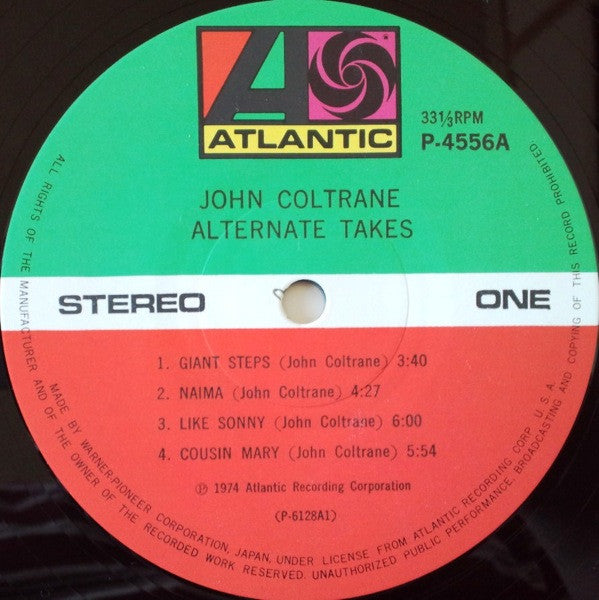 ATLANTIC
33⅓RPM
P-4556A
JOHN COLTRANE
ALTERNATE TAKES
STEREO
ONE
1. GIANT STEPS (John Coltrane) 3:40
2. NAIMA (John Coltrane) 4:27
3. LIKE SONNY (John Coltrane) 6:00
4. COUSIN MARY (John Coltrane) 5:54
℗ 1974 Atlantic Recording Corporation
(P-6128A1)
ALL RIGHTS OF THE MANUFACTURER AND OF THE OWNER OF THE RECORDED WORK RESERVED. UNAUTHORIZED PUBLIC PERFORMANCE, BROADCASTING AND COPYING OF THIS RECORD PROHIBITED
MADE BY WARNER-PIONEER CORPORATION, JAPAN, UNDER LICENSE FROM ATLANTIC RECORDING CORP. U.S.A.